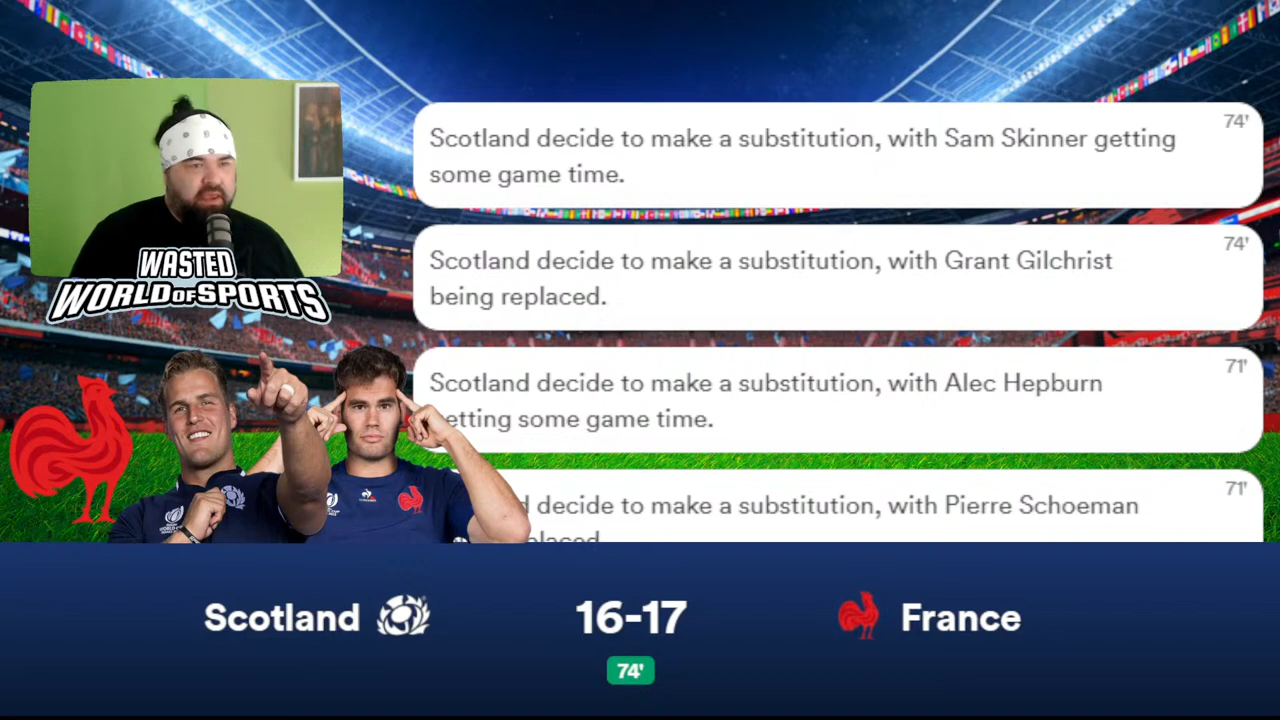 74'
Scotland decide to make a substitution, with Sam Skinner getting
some game time.
74'
Scotland decide to make a substitution, with Grant Gilchrist
being replaced.
71'
Scotland decide to make a substitution, with Alec Hepburn
etting some game time.
71'
d decide to make a substitution, with Pierre Schoeman
placed
WASTED
WORLD OF SPORTS
Scotland 16-17 France
74'